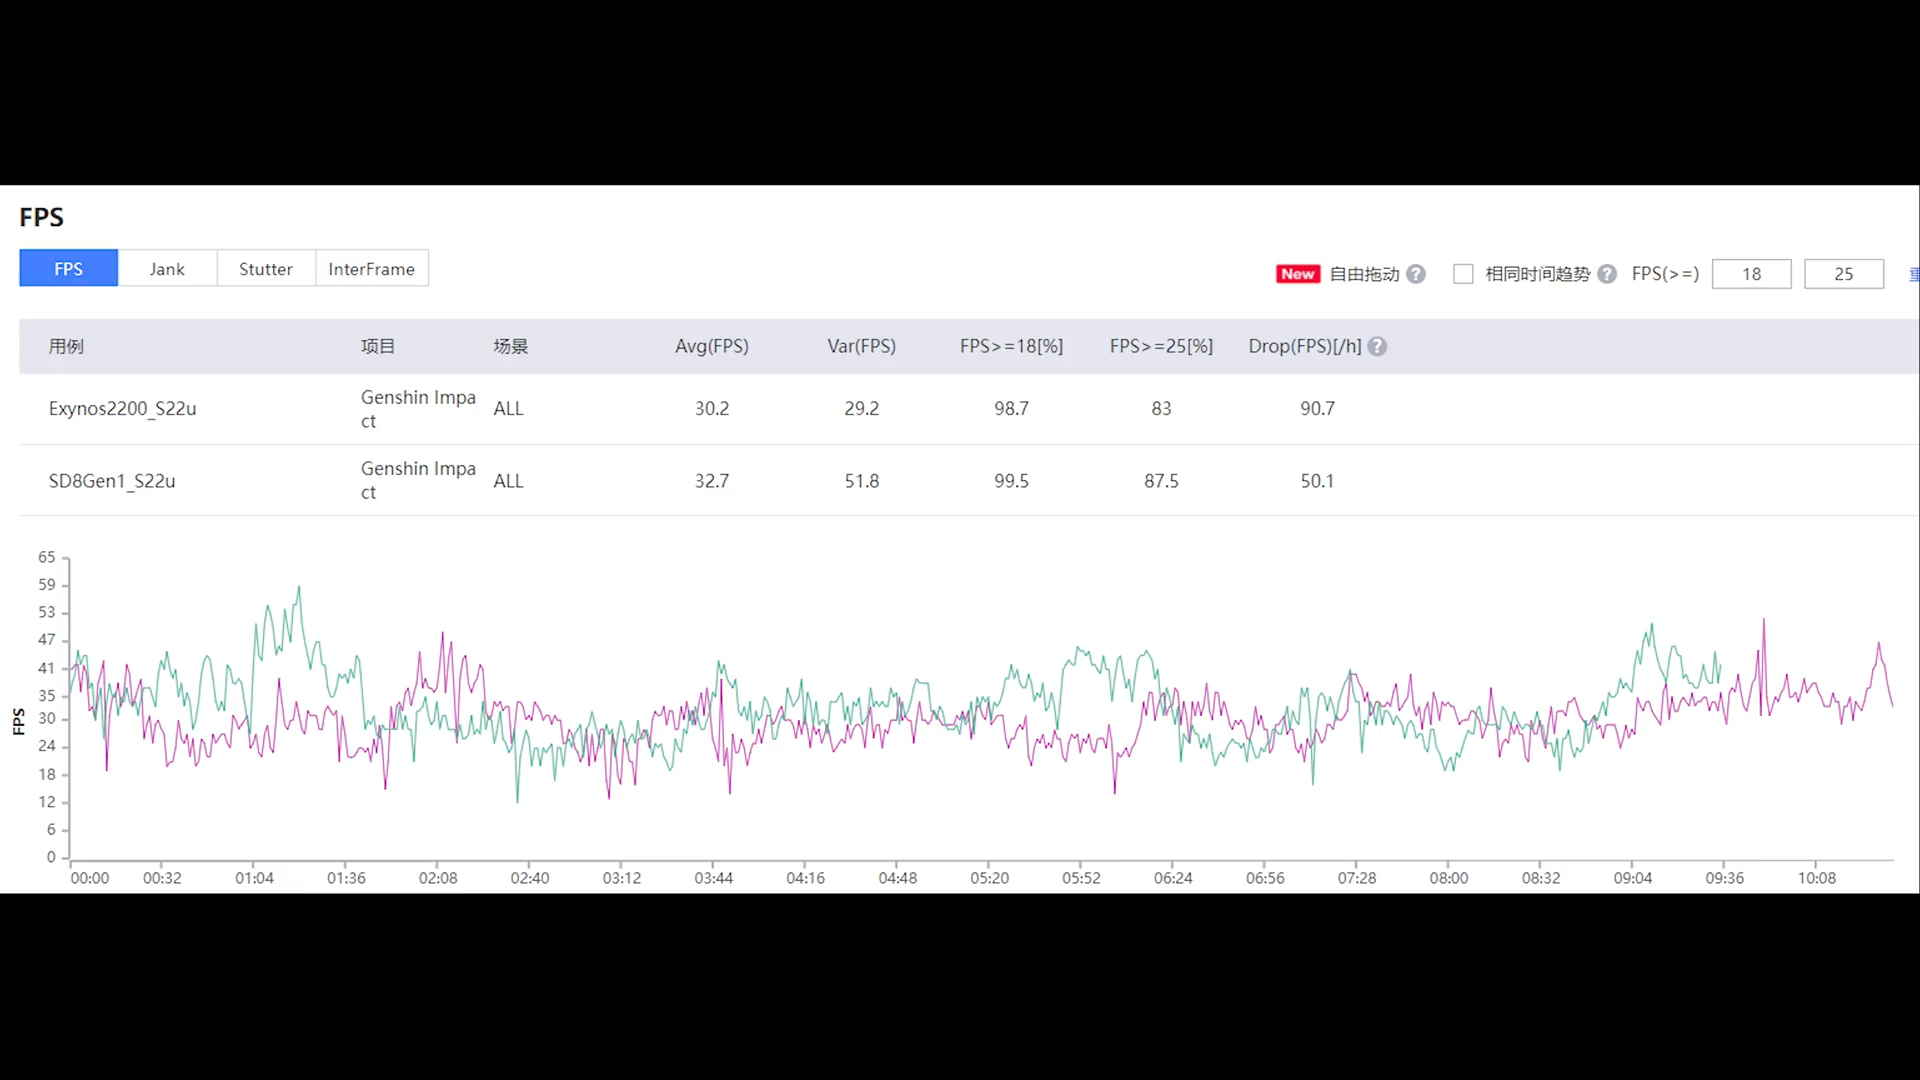 FPS
FPS Jank Stutter InterFrame
New 自由拖动 ? 相同时间趋势 ? FPS(>=) 18 25
用例 项目 场景 Avg(FPS) Var(FPS) FPS>=18[%] FPS>=25[%] Drop(FPS)[/h] ?
Exynos2200_S22u Genshin Impa ALL 30.2 29.2 98.7 83 90.7
ct
SD8Gen1_S22u Genshin Impa ALL 32.7 51.8 99.5 87.5 50.1
ct
65
59
53
47
41
35
30
24
18
12
6
0
FPS
00:00 00:32 01:04 01:36 02:08 02:40 03:12 03:44 04:16 04:48 05:20 05:52 06:24 06:56 07:28 08:00 08:32 09:04 09:36 10:08